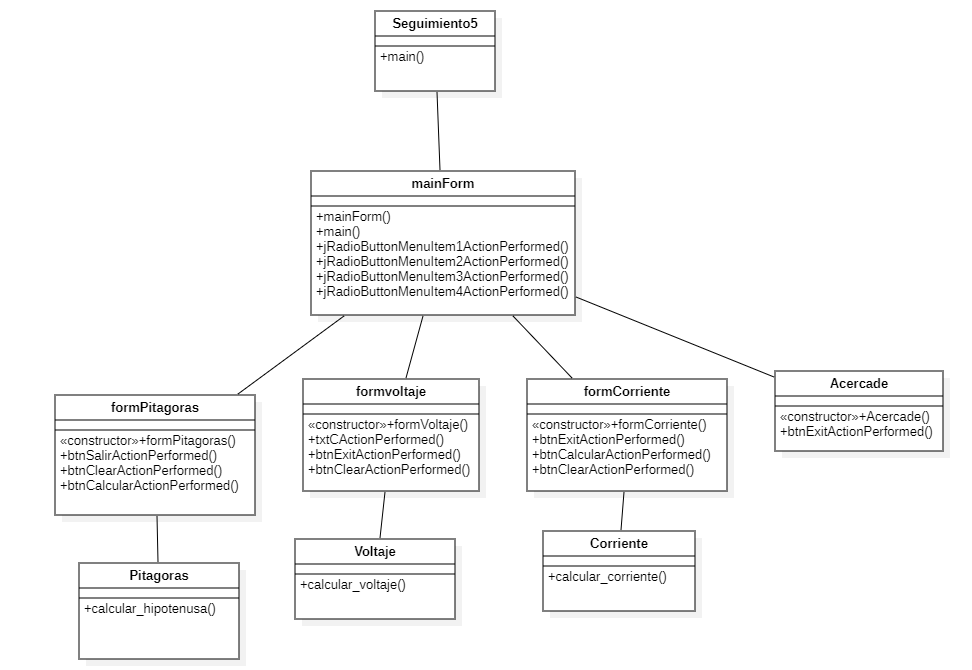 Seguimiento5
+main()
mainForm
+mainForm()
+main()
+jRadioButtonMenuItem1ActionPerformed()
+jRadioButtonMenuItem2ActionPerformed()
+jRadioButtonMenuItem3ActionPerformed()
+jRadioButtonMenuItem4ActionPerformed()
formPitagoras
«constructor»+formPitagoras()
+btnSalirActionPerformed()
+btnClearActionPerformed()
+btnCalcularActionPerformed()
formvoltaje
«constructor»+formVoltaje()
+txtCActionPerformed()
+btnExitActionPerformed()
+btnClearActionPerformed()
formCorriente
«constructor»+formCorriente()
+btnExitActionPerformed()
+btnCalcularActionPerformed()
+btnClearActionPerformed()
Acercade
«constructor»+Acercade()
+btnExitActionPerformed()
Pitagoras
+calcular_hipotenusa()
Voltaje
+calcular_voltaje()
Corriente
+calcular_corriente()